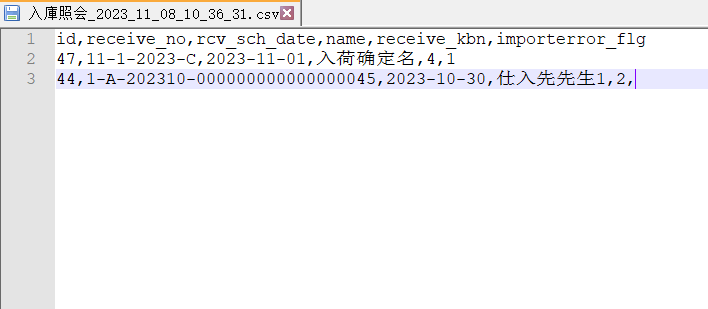 入庫照会_2023_11_08_10_36_31.csv
1 id,receive_no,rcv_sch_date,name,receive_kbn,importerror_flg
2 47,11-1-2023-C,2023-11-01,入荷确定名,4,1
3 44,1-A-202310-000000000000000045,2023-10-30,仕入先先生1,2,